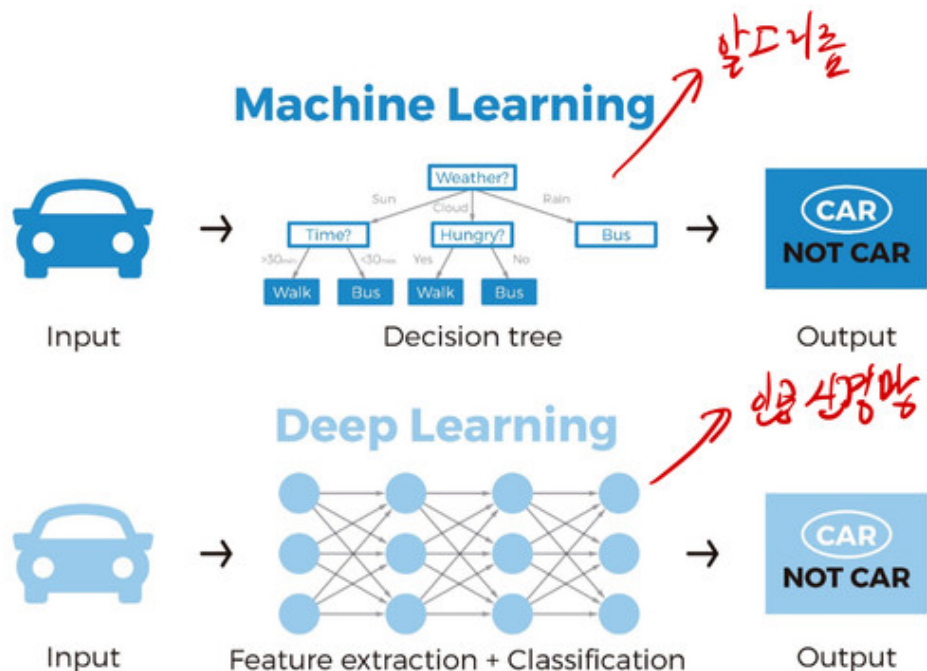 알고리즘
Machine Learning
Weather?
Sun Cloud Rain
Time? Hungry? Bus
>30min <30min Yes No
Walk Bus Walk Bus
CAR
NOT CAR
Input Decision tree Output
인공 신경망
Deep Learning
CAR
NOT CAR
Input Feature extraction + Classification Output